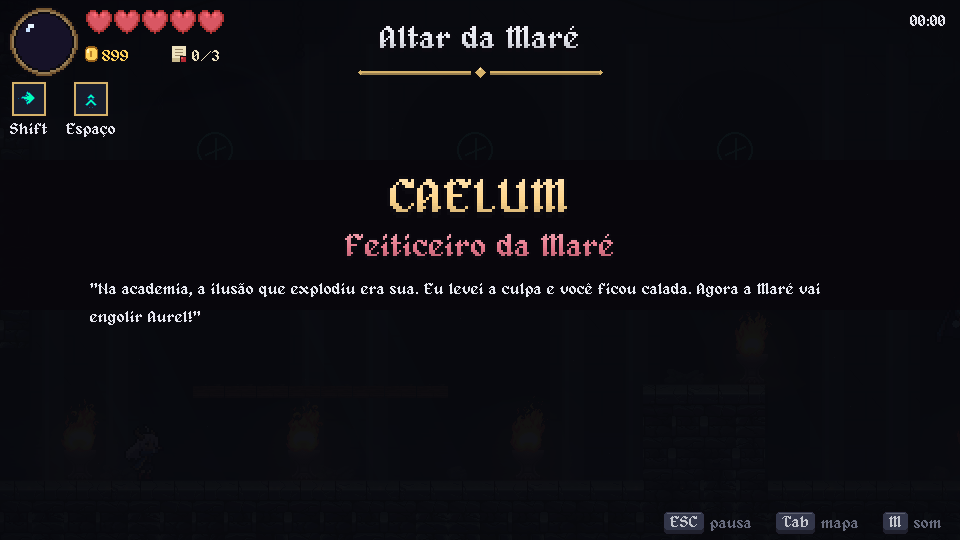 899
0/3
Shift
Espaço
Altar da Maré
00:00
CAELUM
Feiticeiro da Maré
"Na academia, a ilusão que explodiu era sua. Eu levei a culpa e você ficou calada. Agora a Maré vai
engolir Aurel!"
ESC pausa
Tab mapa
M som